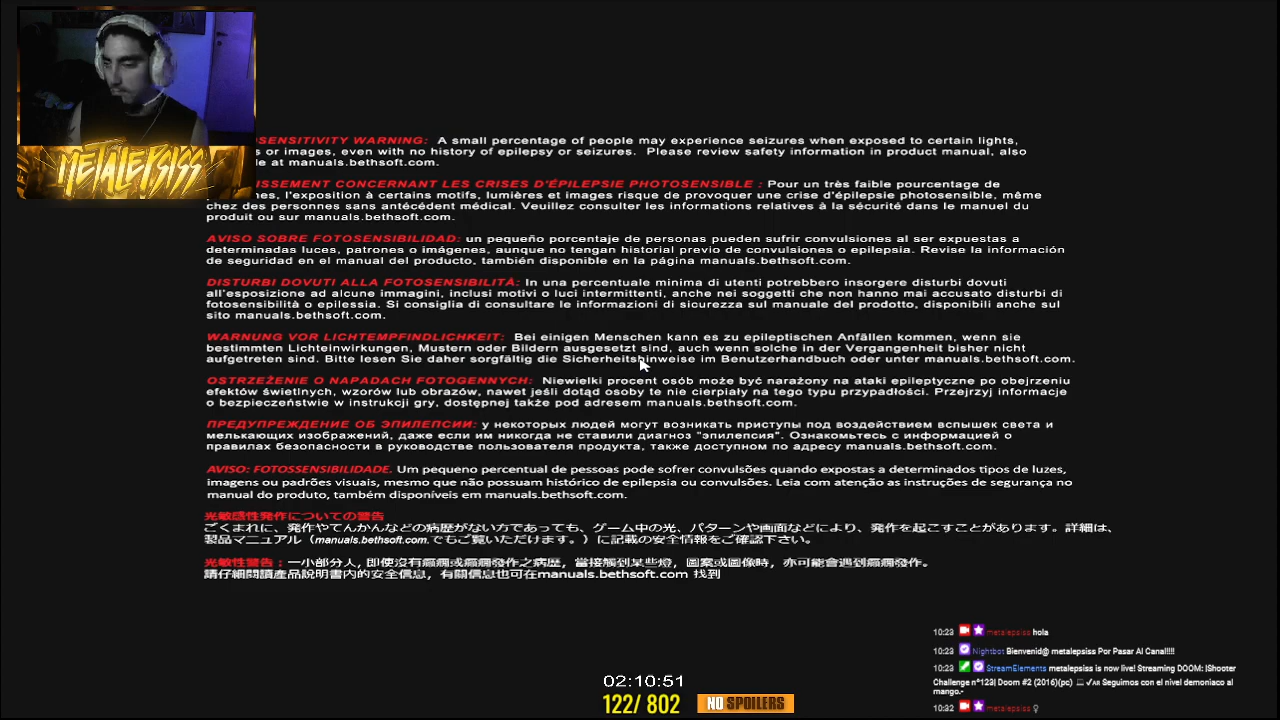 METALEPSISS
SENSITIVITY WARNING: A small percentage of people may experience seizures when exposed to certain lights,
or images, even with no history of epilepsy or seizures. Please review safety information in product manual, also
at manuals.bethsoft.com.
ISSEMENT CONCERNANT LES CRISES D'ÉPILEPSIE PHOTOSENSIBLE : Pour un très faible pourcentage de
l'exposition à certains motifs, lumières et images risque de provoquer une crise d'épilepsie photosensible, même
chez des personnes sans antécédent médical. Veuillez consulter les informations relatives à la sécurité dans le manuel du
produit ou sur manuals.bethsoft.com.
AVISO SOBRE FOTOSENSIBILIDAD: un pequeño porcentaje de personas pueden sufrir convulsiones al ser expuestas a
determinadas luces, patrones o imágenes, aunque no tengan historial previo de convulsiones o epilepsia. Revise la información
de seguridad en el manual del producto, también disponible en la página manuals.bethsoft.com.
DISTURBI DOVUTI ALLA FOTOSENSIBILITÀ: In una percentuale minima di utenti potrebbero insorgere disturbi dovuti
all'esposizione ad alcune immagini, inclusi motivi o luci intermittenti, anche nei soggetti che non hanno mai accusato disturbi di
fotosensibilità o epilessia. Si consiglia di consultare le informazioni di sicurezza sul manuale del prodotto, disponibili anche sul
sito manuals.bethsoft.com.
WARNUNG VOR LICHTEMPFINDLICHKEIT: Bei einigen Menschen kann es zu epileptischen Anfällen kommen, wenn sie
bestimmten Lichteinwirkungen, Mustern oder Bildern ausgesetzt sind, auch wenn solche in der Vergangenheit bisher nicht
aufgetreten sind. Bitte lesen Sie daher sorgfältig die Sicherheitshinweise im Benutzerhandbuch oder unter manuals.bethsoft.com.
OSTRZEŻENIE O NAPADACH FOTOGENNYCH: Niewielki procent osób może być narażony na ataki epileptyczne po obejrzeniu
efektów świetlnych, wzorów lub obrazów, nawet jeśli dotąd osoby te nie cierpiały na tego typu przypadłości. Przejrzyj informacje
o bezpieczeństwie w instrukcji gry, dostępnej także pod adresem manuals.bethsoft.com.
ПРЕДУПРЕЖДЕНИЕ ОБ ЭПИЛЕПСИИ: у некоторых людей могут возникать приступы под воздействием вспышек света и
мелькающих изображений, даже если им никогда не ставили диагноз "эпилепсия". Ознакомьтесь с информацией о
правилах безопасности в руководстве пользователя продукта, также доступном по адресу manuals.bethsoft.com.
AVISO: FOTOSSENSIBILIDADE. Um pequeno percentual de pessoas pode sofrer convulsões quando expostas a determinados tipos de luzes,
imagens ou padrões visuais, mesmo que não possuam histórico de epilepsia ou convulsões. Leia com atenção as instruções de segurança no
manual do produto, também disponíveis em manuals.bethsoft.com.
光敏感性発作についての警告
ごくまれに、発作やてんかんなどの病歴がない方であっても、ゲーム中の光、パターンや画面などにより、発作を起こすことがあります。詳細は、
製品マニュアル（manuals.bethsoft.com.でもご覧いただけます。）に記載の安全情報をご確認下さい。
光敏性警告：一小部分人, 即使沒有癲癇或癲癇發作之病歷，當接觸到某些燈，圖案或圖像時，亦可能會遇到癲癇發作。
請仔細閱讀產品說明書內的安全信息，有關信息也可在manuals.bethsoft.com 找到
10:23 metalepsiss hola
10:23 Nightbot Bienvenid@ metalepsiss Por Pasar Al Canal!!!!
10:23 StreamElements metalepsiss is now live! Streaming DOOM: |Shooter
Challenge n°123| Doom #2 (2016)(pc) AR Seguimos con el nivel demoniaco al
mango.-
10:32 metalepsiss
02:10:51
122/ 802 NO SPOILERS